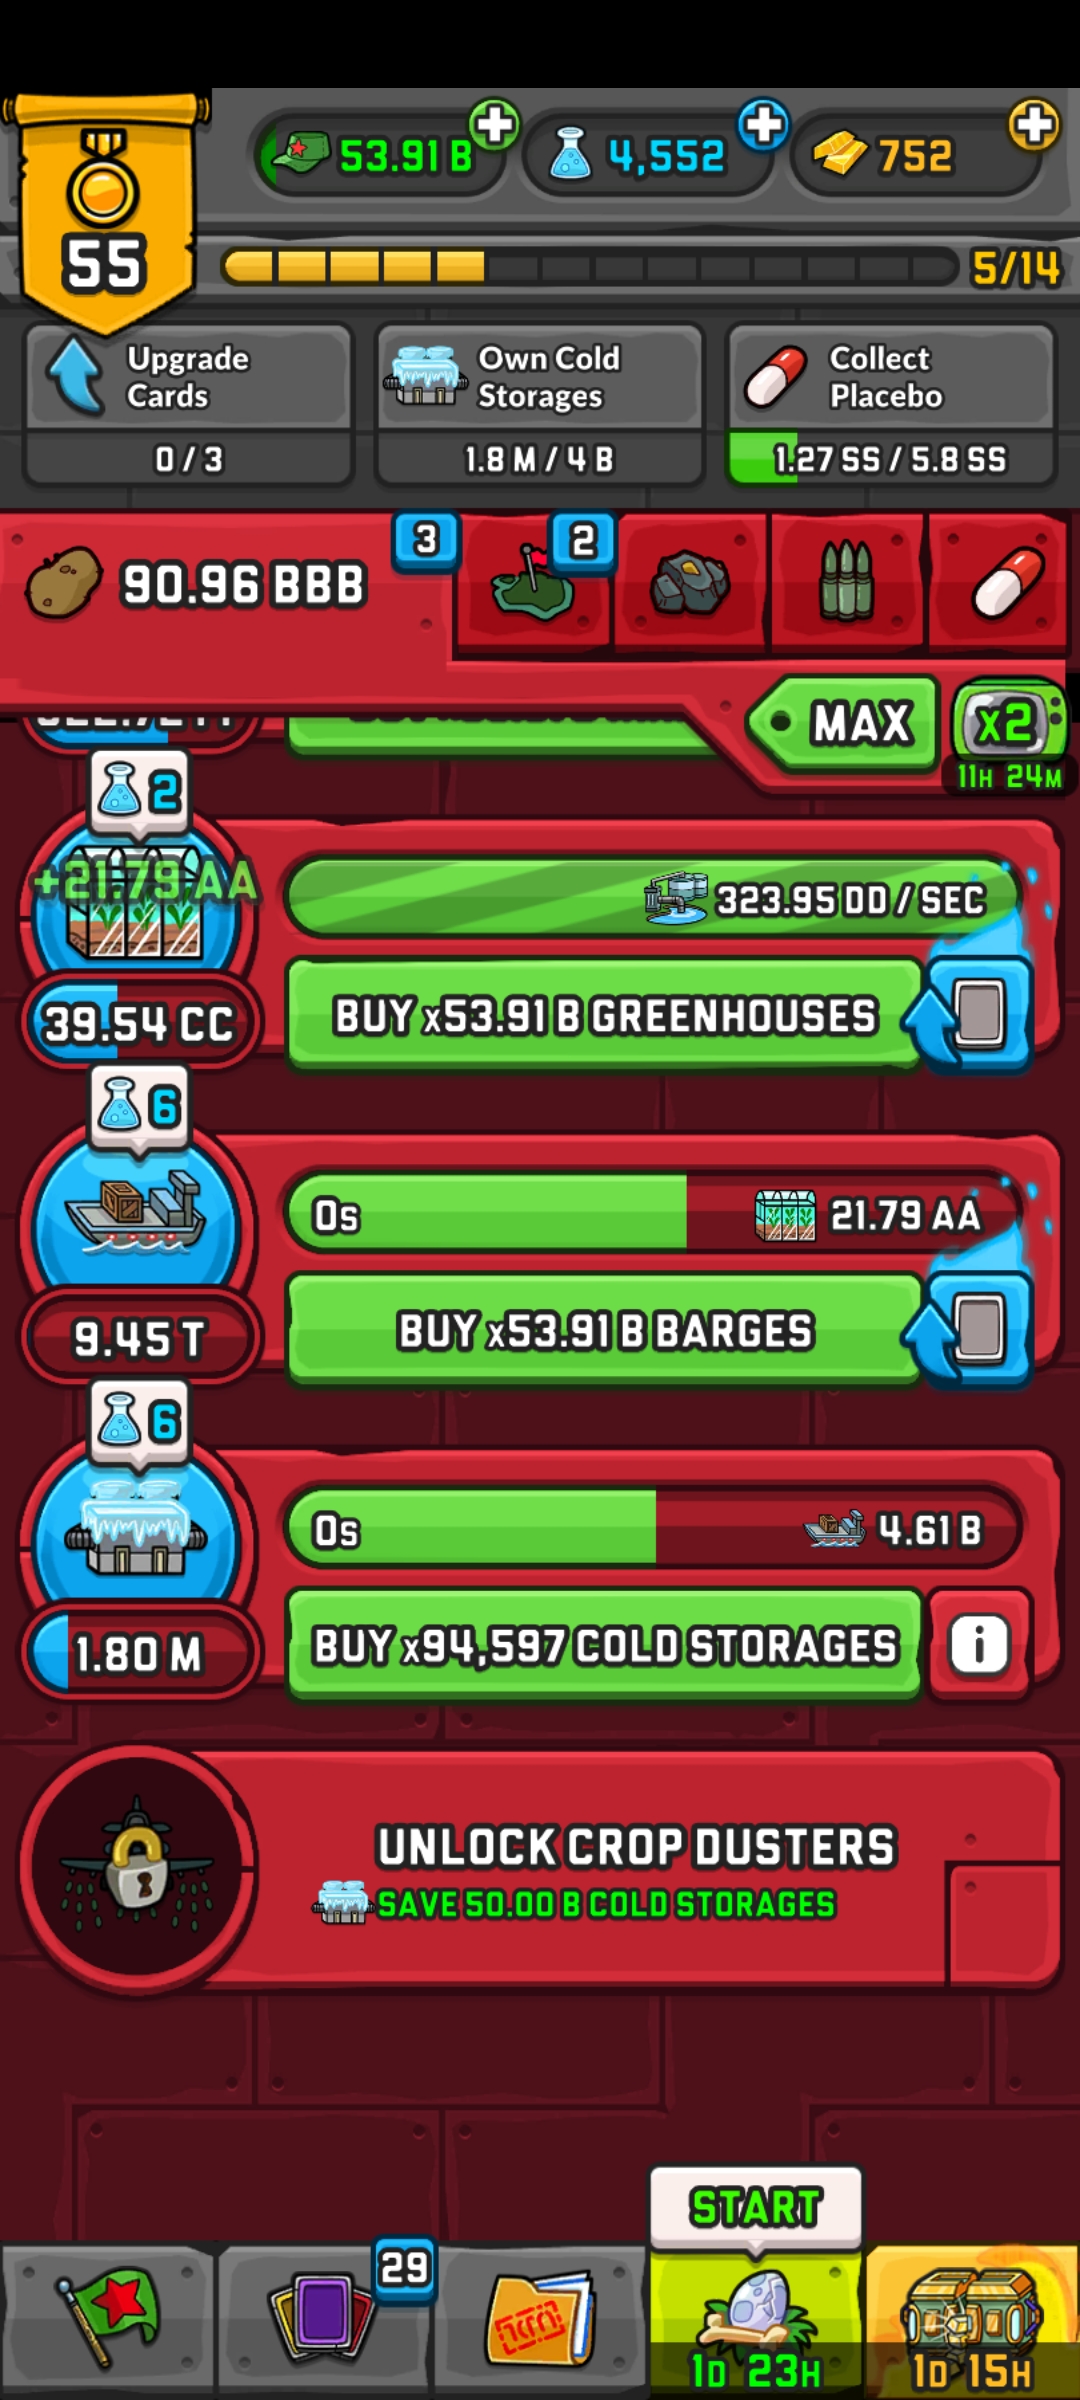 55
53.91 B
4,552
752
5/14
Upgrade
Cards
0 / 3
Own Cold
Storages
1.8 M / 4 B
Collect
Placebo
1.27 SS / 5.8 SS
90.96 BBB
3
2
MAX
X2
11H 24M
2
+21.79 AA
323.95 DD / SEC
39.54 CC
BUY x53.91 B GREENHOUSES
6
0s
21.79 AA
9.45 T
BUY x53.91 B BARGES
6
0s
4.61 B
1.80 M
BUY x94,597 COLD STORAGES
i
UNLOCK CROP DUSTERS
SAVE 50.00 B COLD STORAGES
START
29
1D 23H
1D 15H